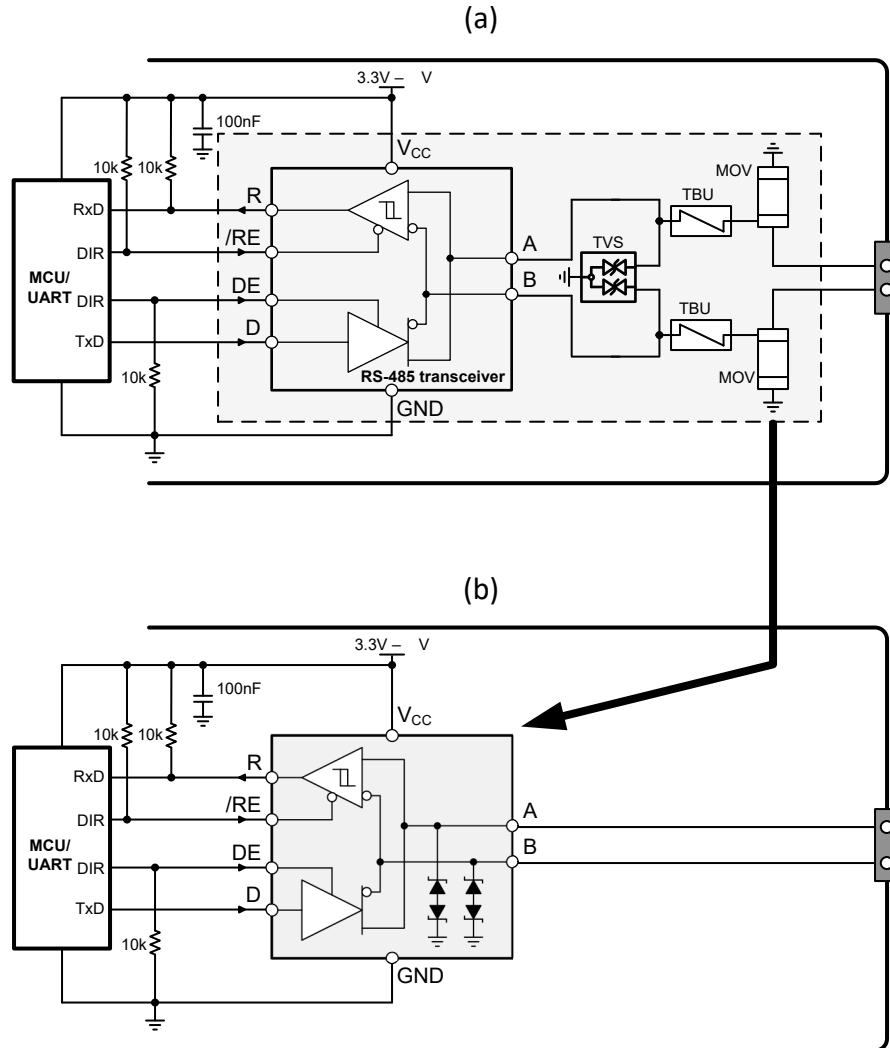 (a)
3.3V – V
100nF
10k
10k
VCC
MOV
TBU
R
RxD
/RE
DIR
A
TVS
MCU/
UART
B
DE
DIR
TBU
D
TxD
RS-485 transceiver
10k
MOV
GND
(b)
3.3V – V
100nF
VCC
10k
10k
R
RxD
/RE
A
DIR
MCU/
UART
B
DE
DIR
D
TxD
10k
GND